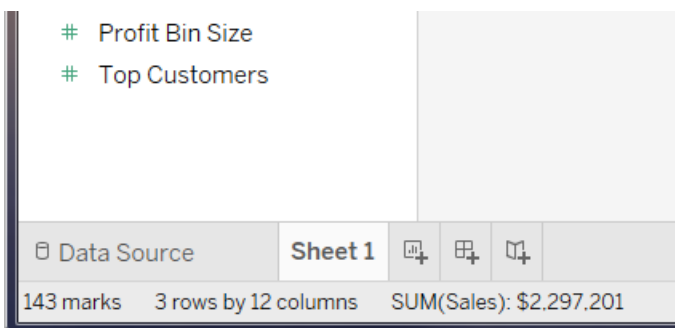 # Profit Bin Size
# Top Customers
Data Source Sheet 1
143 marks 3 rows by 12 columns SUM(Sales): $2,297,201